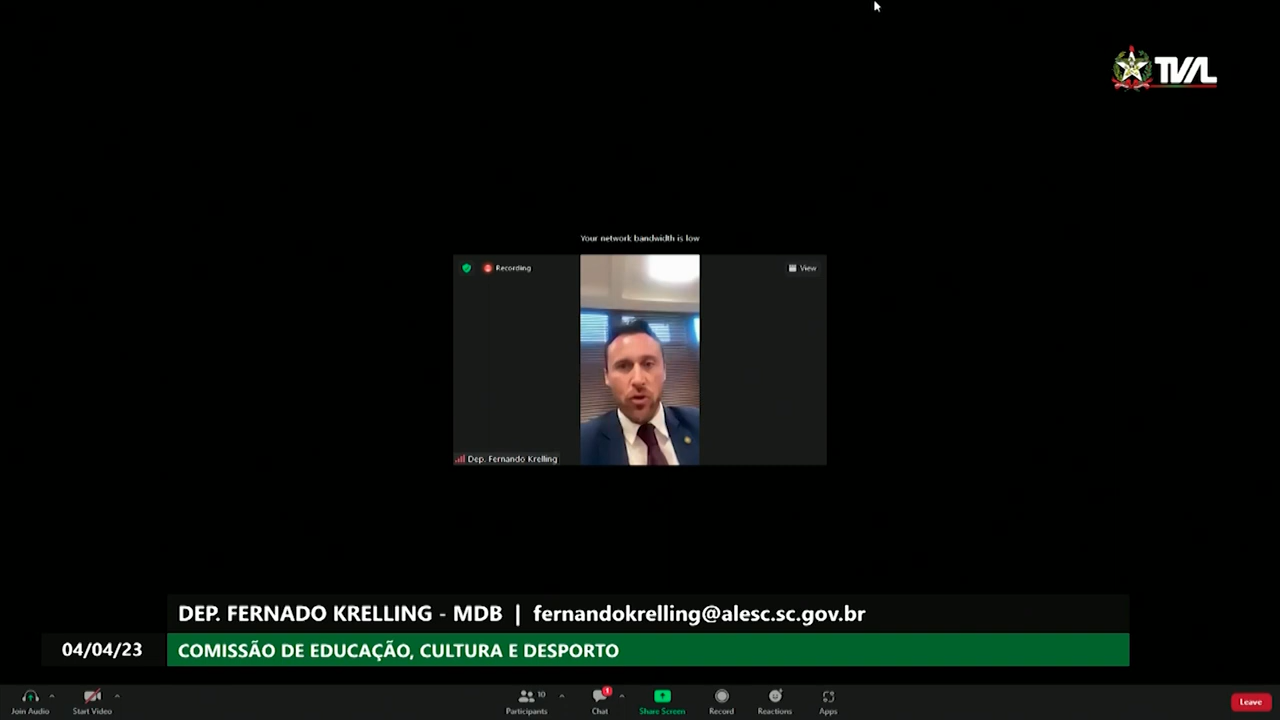 TVAL
Your network bandwidth is low
Recording
View
Dep. Fernando Krelling
DEP. FERNADO KRELLING - MDB | fernandokrelling@alesc.sc.gov.br
04/04/23
COMISSÃO DE EDUCAÇÃO, CULTURA E DESPORTO
Join Audio
Start Video
10
Participants
1
Chat
Share Screen
Record
Reactions
Apps
Leave